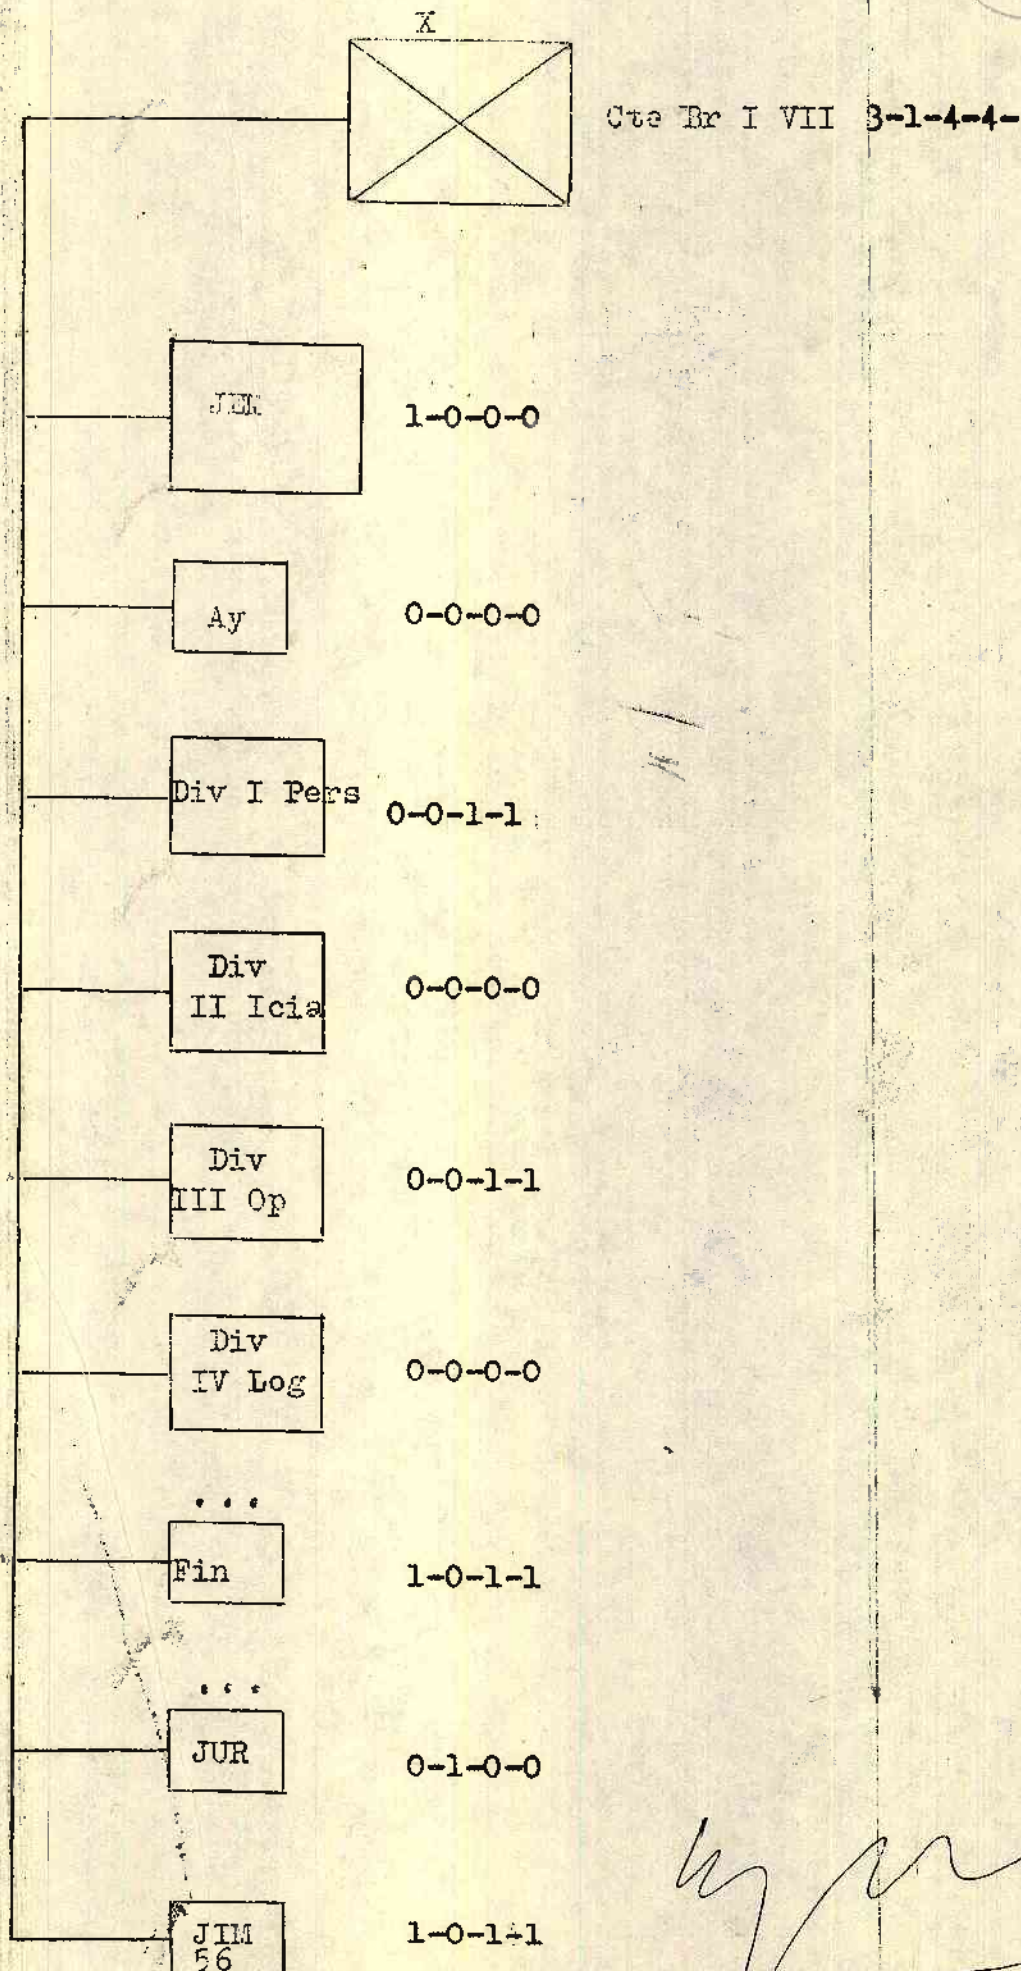 X
Cte Br I VII 3-1-4-4-
JEM
1-0-0-0
Ay
0-0-0-0
Div I Pers
0-0-1-1
Div
II Icia
0-0-0-0
Div
III Op
0-0-1-1
Div
IV Log
0-0-0-0
...
Fin
1-0-1-1
...
JUR
0-1-0-0
JIM
56
1-0-1-1